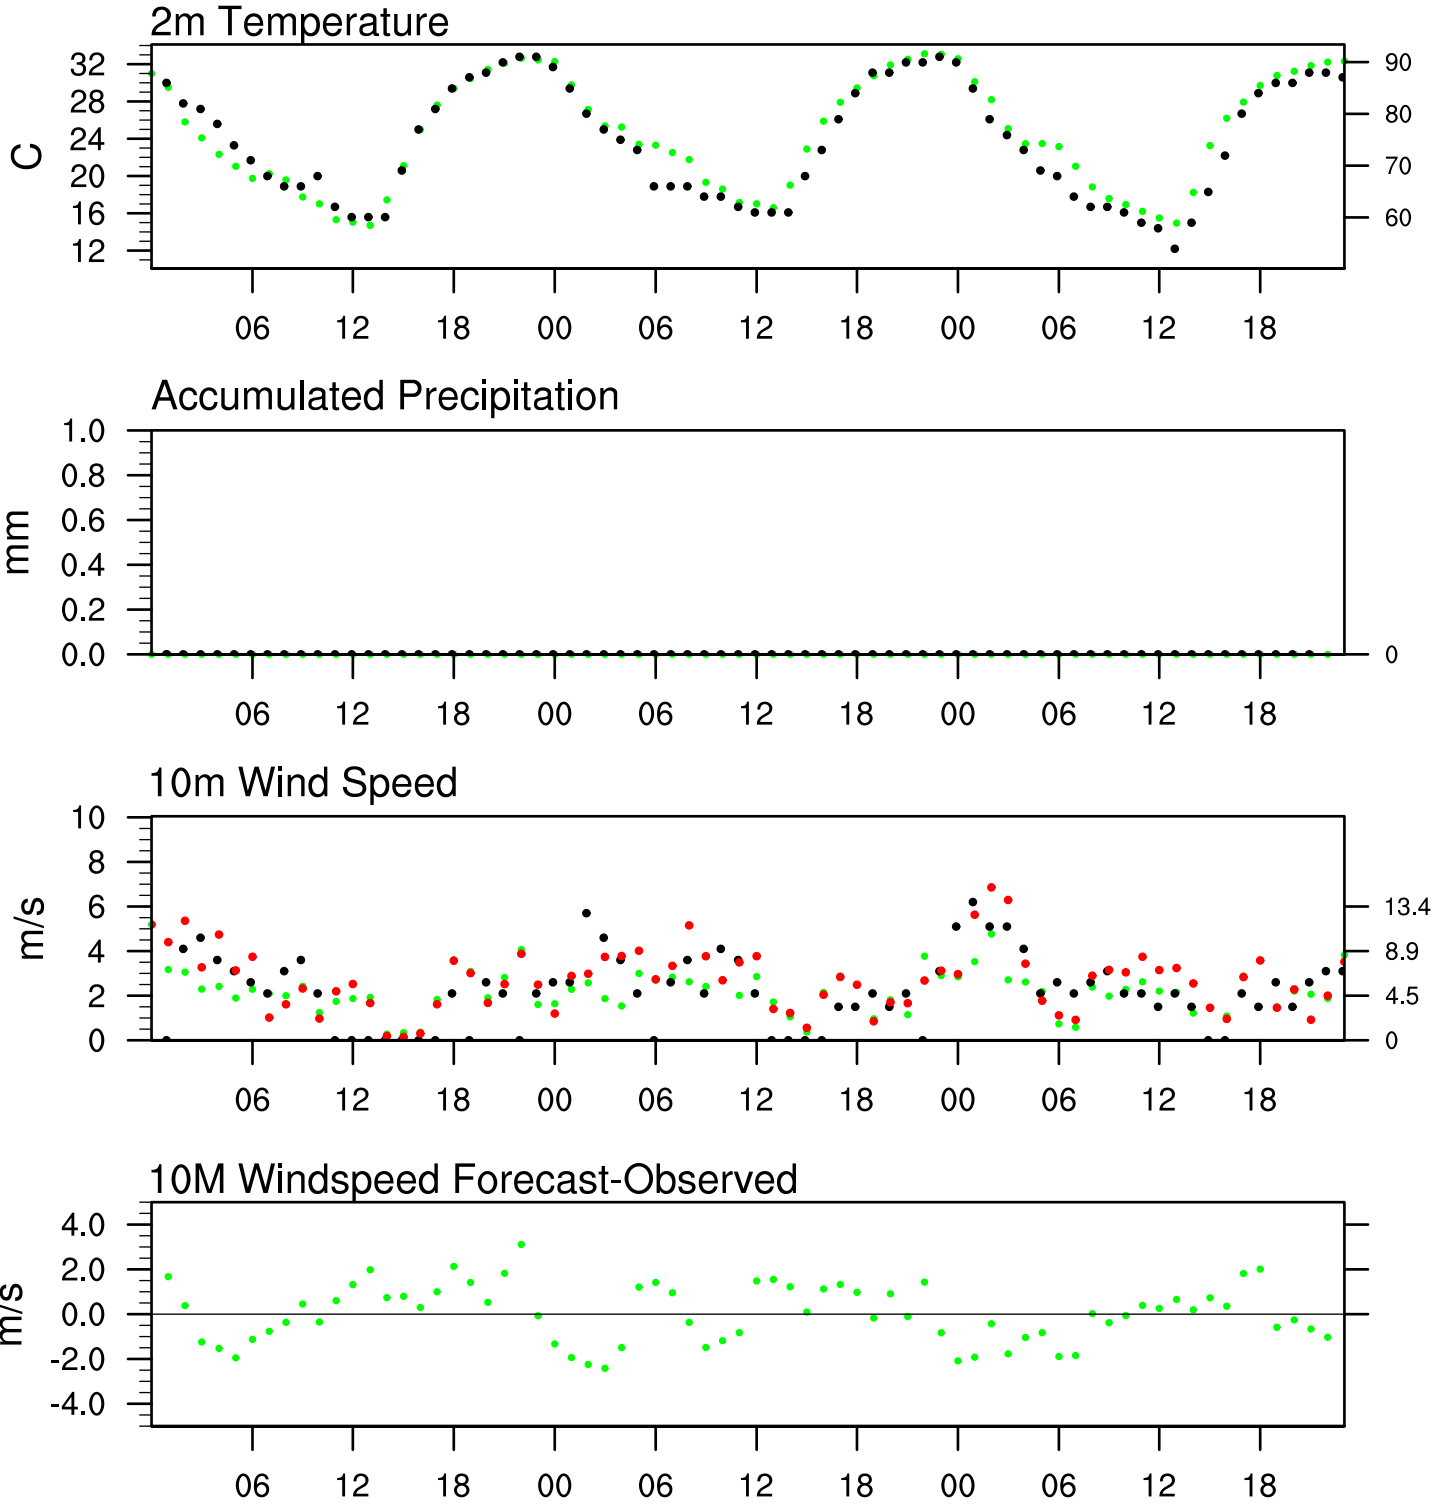 2m Temperature
32
28
24
20
16
12
C
90
80
70
60
06 12 18 00 06 12 18 00 06 12 18
Accumulated Precipitation
1.0
0.8
0.6
0.4
0.2
0.0
mm
0
06 12 18 00 06 12 18 00 06 12 18
10m Wind Speed
10
8
6
4
2
0
m/s
13.4
8.9
4.5
0
06 12 18 00 06 12 18 00 06 12 18
10M Windspeed Forecast-Observed
4.0
2.0
0.0
-2.0
-4.0
m/s
06 12 18 00 06 12 18 00 06 12 18